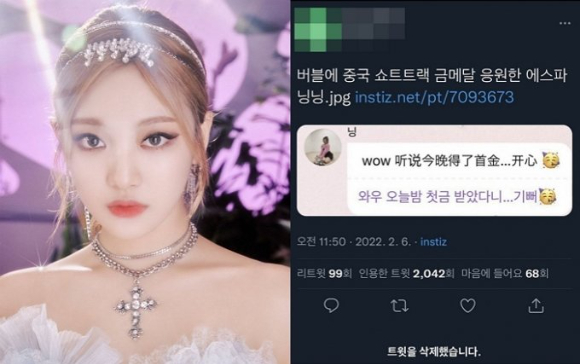 버블에 중국 쇼트트랙 금메달 응원한 에스파
닝닝.jpg instiz.net/pt/7093673
닝
wow 听说今晚得了首金...开心 🥳
와우 오늘밤 첫금 받았다니...기뻐🥳
오전 11:50 · 2022. 2. 6. · instiz
리트윗 99회 인용한 트윗 2,042회 마음에 들어요 68회
트윗을 삭제했습니다.